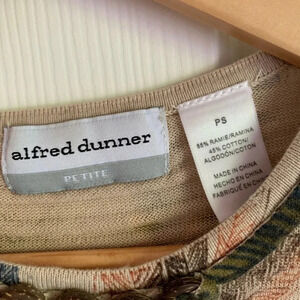 alfred dunner
PETITE
PS
55% RAMIE/RAMINA
45% COTTON/
ALGODÓN/COTON
MADE IN CHINA
HECHO EN CHINA
FABRIQUÉ EN CHINE